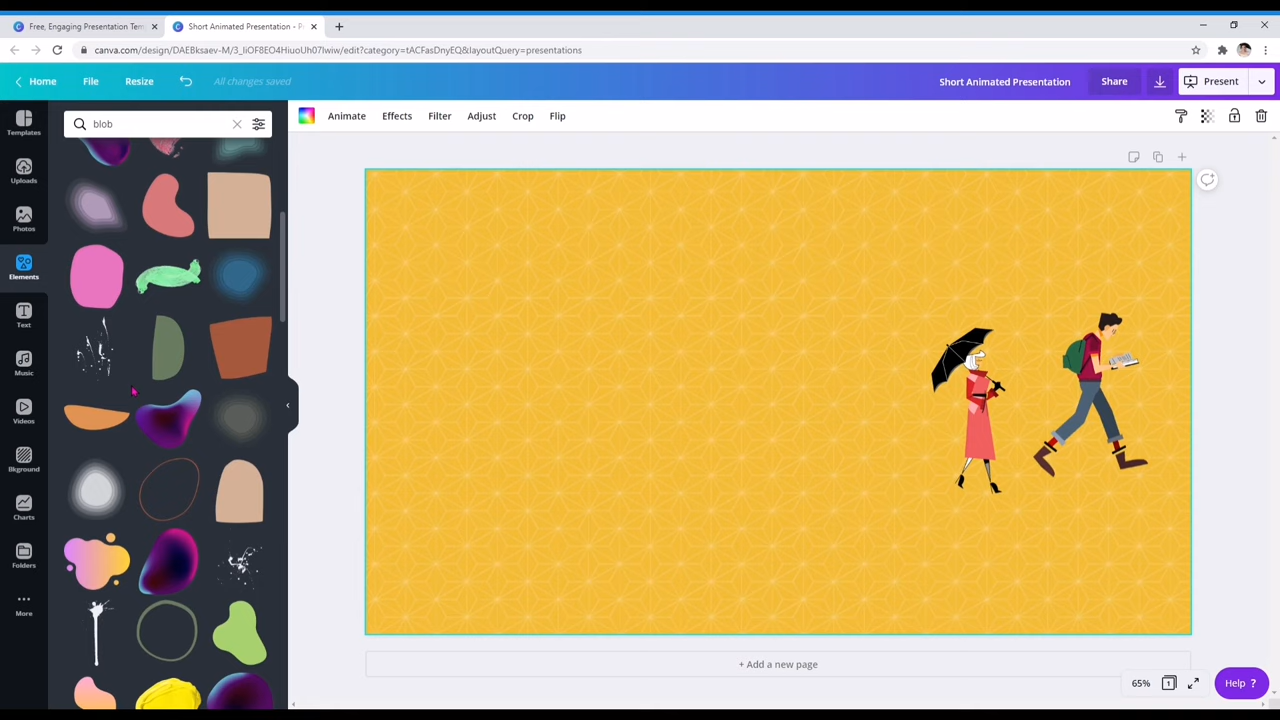 Free, Engaging Presentation Tem
Short Animated Presentation - P
canva.com/design/DAEBksaev-M/3_IiOF8EO4HiuoUh07Iwiw/edit?category=tACFasDnyEQ&layoutQuery=presentations
Home
File
Resize
All changes saved
Short Animated Presentation
Share
Present
Templates
blob
Animate
Effects
Filter
Adjust
Crop
Flip
Uploads
Photos
Elements
Text
Music
Videos
Bkground
Charts
Folders
More
+ Add a new page
65%
1
Help ?